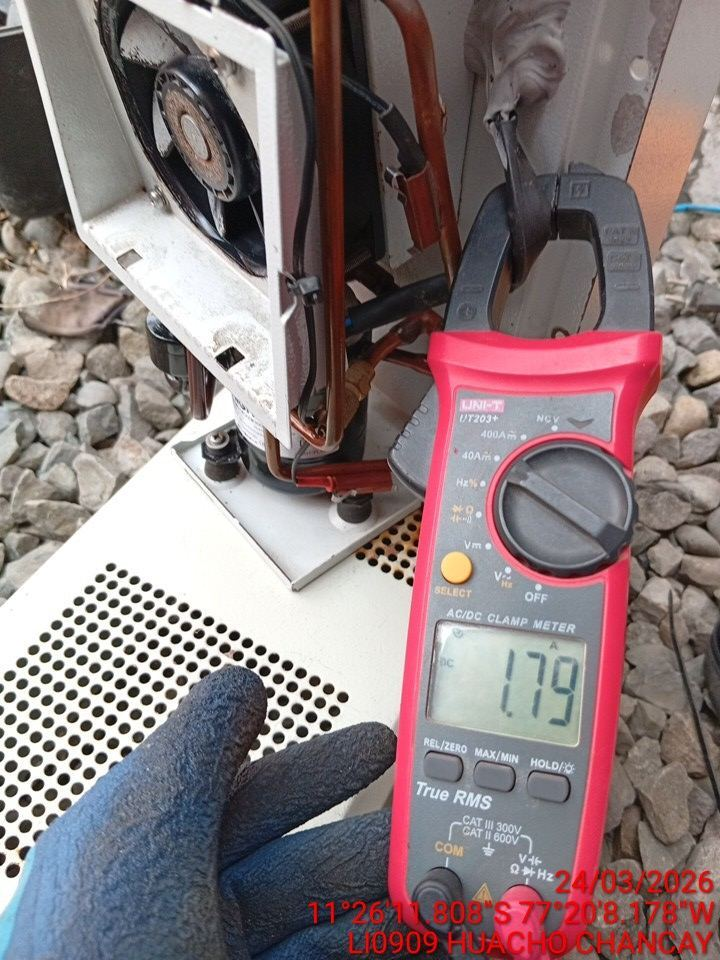 UNI-T
UT203+
NCV
400A
40A
Hz%
V
V
Hz
OFF
SELECT
AC/DC CLAMP METER
A
DC
1.79
REL/ZERO MAX/MIN HOLD/
True RMS
CAT III 300V
CAT II 600V
COM
V
Ω Hz
24/03/2026
11°26'11.808"S 77°20'8.178"W
LI0909 HUACHO CHANCAY